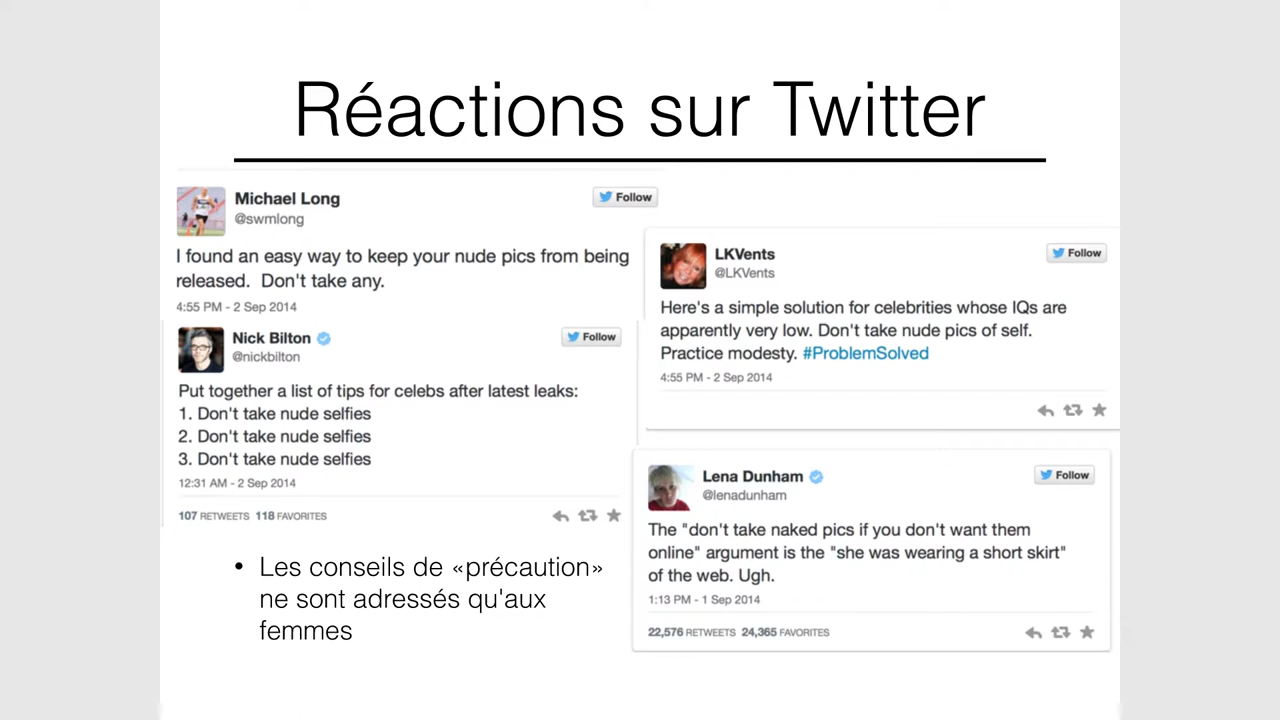 Réactions sur Twitter
Michael Long
@swmlong
Follow
I found an easy way to keep your nude pics from being
released. Don't take any.
4:55 PM - 2 Sep 2014
Nick Bilton
@nickbilton
Follow
Put together a list of tips for celebs after latest leaks:
1. Don't take nude selfies
2. Don't take nude selfies
3. Don't take nude selfies
12:31 AM - 2 Sep 2014
107 RETWEETS 118 FAVORITES
LKVents
@LKVents
Follow
Here's a simple solution for celebrities whose IQs are
apparently very low. Don't take nude pics of self.
Practice modesty. #ProblemSolved
4:55 PM - 2 Sep 2014
Lena Dunham
@lenadunham
Follow
The "don't take naked pics if you don't want them
online" argument is the "she was wearing a short skirt"
of the web. Ugh.
1:13 PM - 1 Sep 2014
22,576 RETWEETS 24,365 FAVORITES
• Les conseils de «précaution»
ne sont adressés qu'aux
femmes